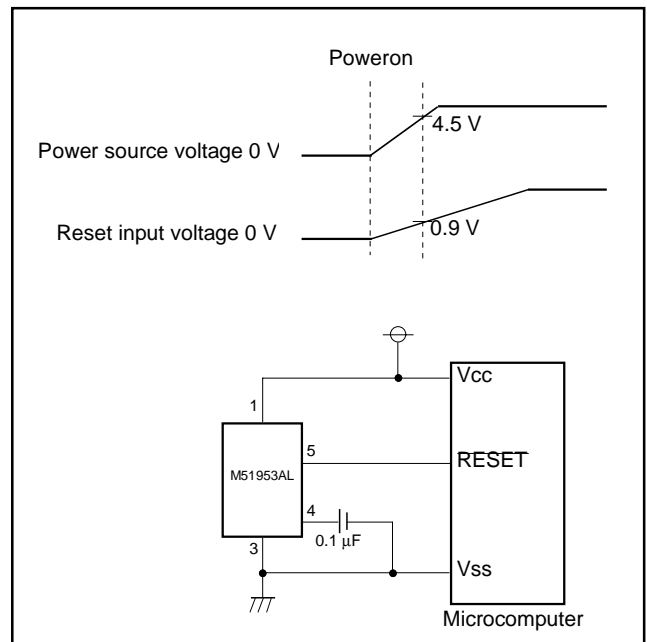 Poweron
4.5 V
Power source voltage 0 V
Reset input voltage 0 V
0.9 V
Vcc
1
5
RESET
M51953AL
4
0.1 μF
3
Vss
Microcomputer